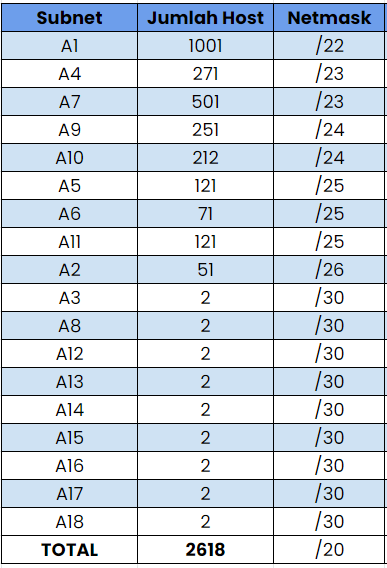 Subnet Jumlah Host Netmask
A1 1001 /22
A4 271 /23
A7 501 /23
A9 251 /24
A10 212 /24
A5 121 /25
A6 71 /25
A11 121 /25
A2 51 /26
A3 2 /30
A8 2 /30
A12 2 /30
A13 2 /30
A14 2 /30
A15 2 /30
A16 2 /30
A17 2 /30
A18 2 /30
TOTAL 2618 /20